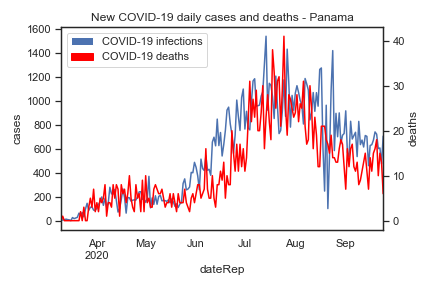 New COVID-19 daily cases and deaths - Panama
COVID-19 infections
COVID-19 deaths
1600
1400
1200
1000
800
600
400
200
0
cases
40
30
20
10
0
deaths
Apr
2020
May
Jun
Jul
Aug
Sep
dateRep